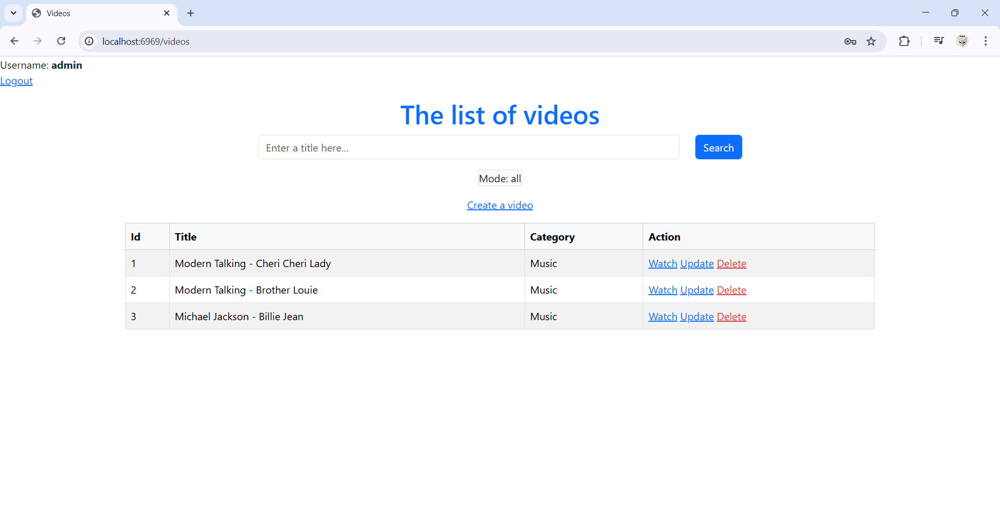 Videos
localhost:6969/videos
Username: admin
Logout
The list of videos
Enter a title here... Search
Mode: all
Create a video
Id Title Category Action
1 Modern Talking - Cheri Cheri Lady Music Watch Update Delete
2 Modern Talking - Brother Louie Music Watch Update Delete
3 Michael Jackson - Billie Jean Music Watch Update Delete